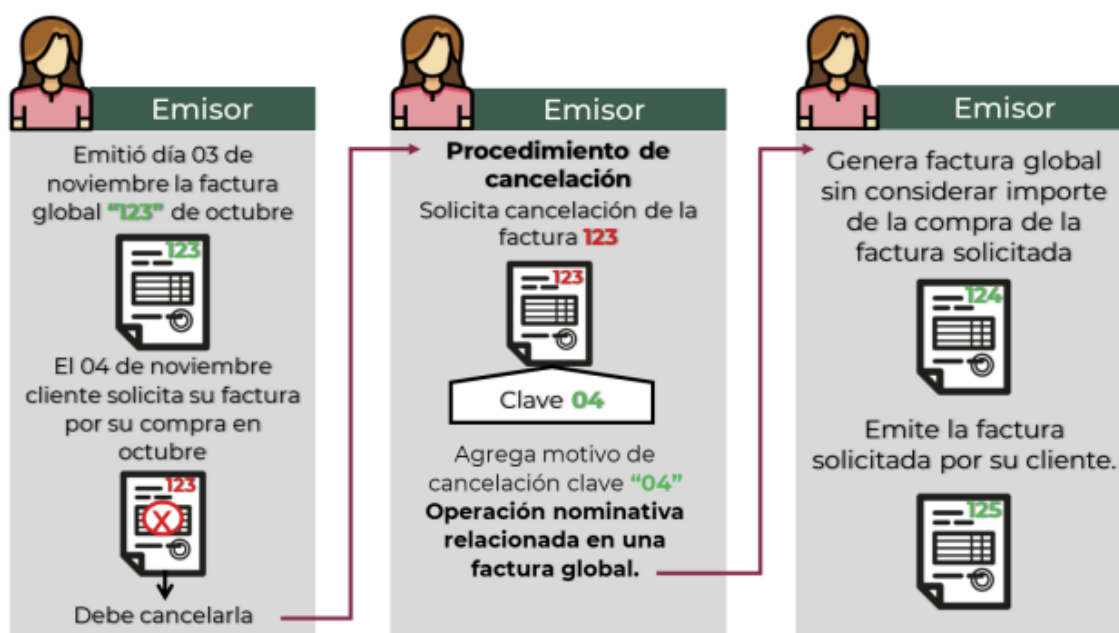 Emisor
Emitió día 03 de
noviembre la factura
global “123” de octubre
123
El 04 de noviembre
cliente solicita su factura
por su compra en
octubre
123
X
Debe cancelarla
Emisor
Procedimiento de
cancelación
Solicita cancelación de la
factura 123
123
Clave 04
Agrega motivo de
cancelación clave “04”
Operación nominativa
relacionada en una
factura global.
Emisor
Genera factura global
sin considerar importe
de la compra de la
factura solicitada
124
Emite la factura
solicitada por su cliente.
125